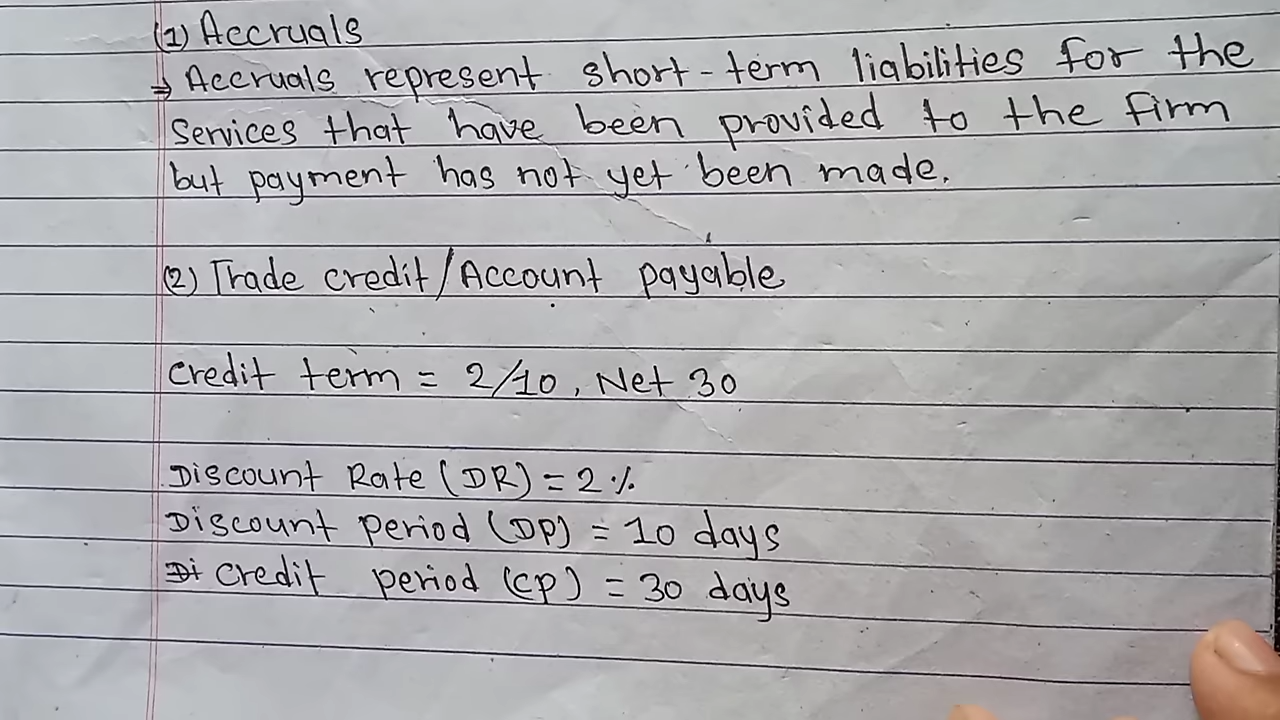 (1) Accruals
⇒ Accruals represent short-term liabilities for the
services that have been provided to the firm
but payment has not yet been made.
(2) Trade credit/Account payable
credit term = 2/10, Net 30
Discount Rate (DR) = 2%
Discount period (DP) = 10 days
Di credit period (CP) = 30 days